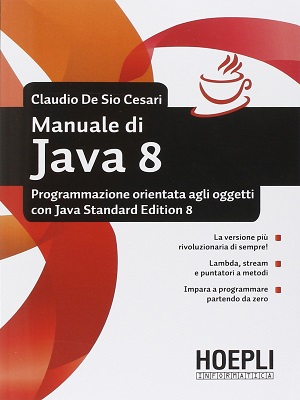 Claudio De Sio Cesari
Manuale di
Java 8
Programmazione orientata agli oggetti
con Java Standard Edition 8
La versione più
rivoluzionaria di sempre!
Lambda, stream
e puntatori a metodi
Impara a programmare
partendo da zero
HOEPLI
INFORMATICA